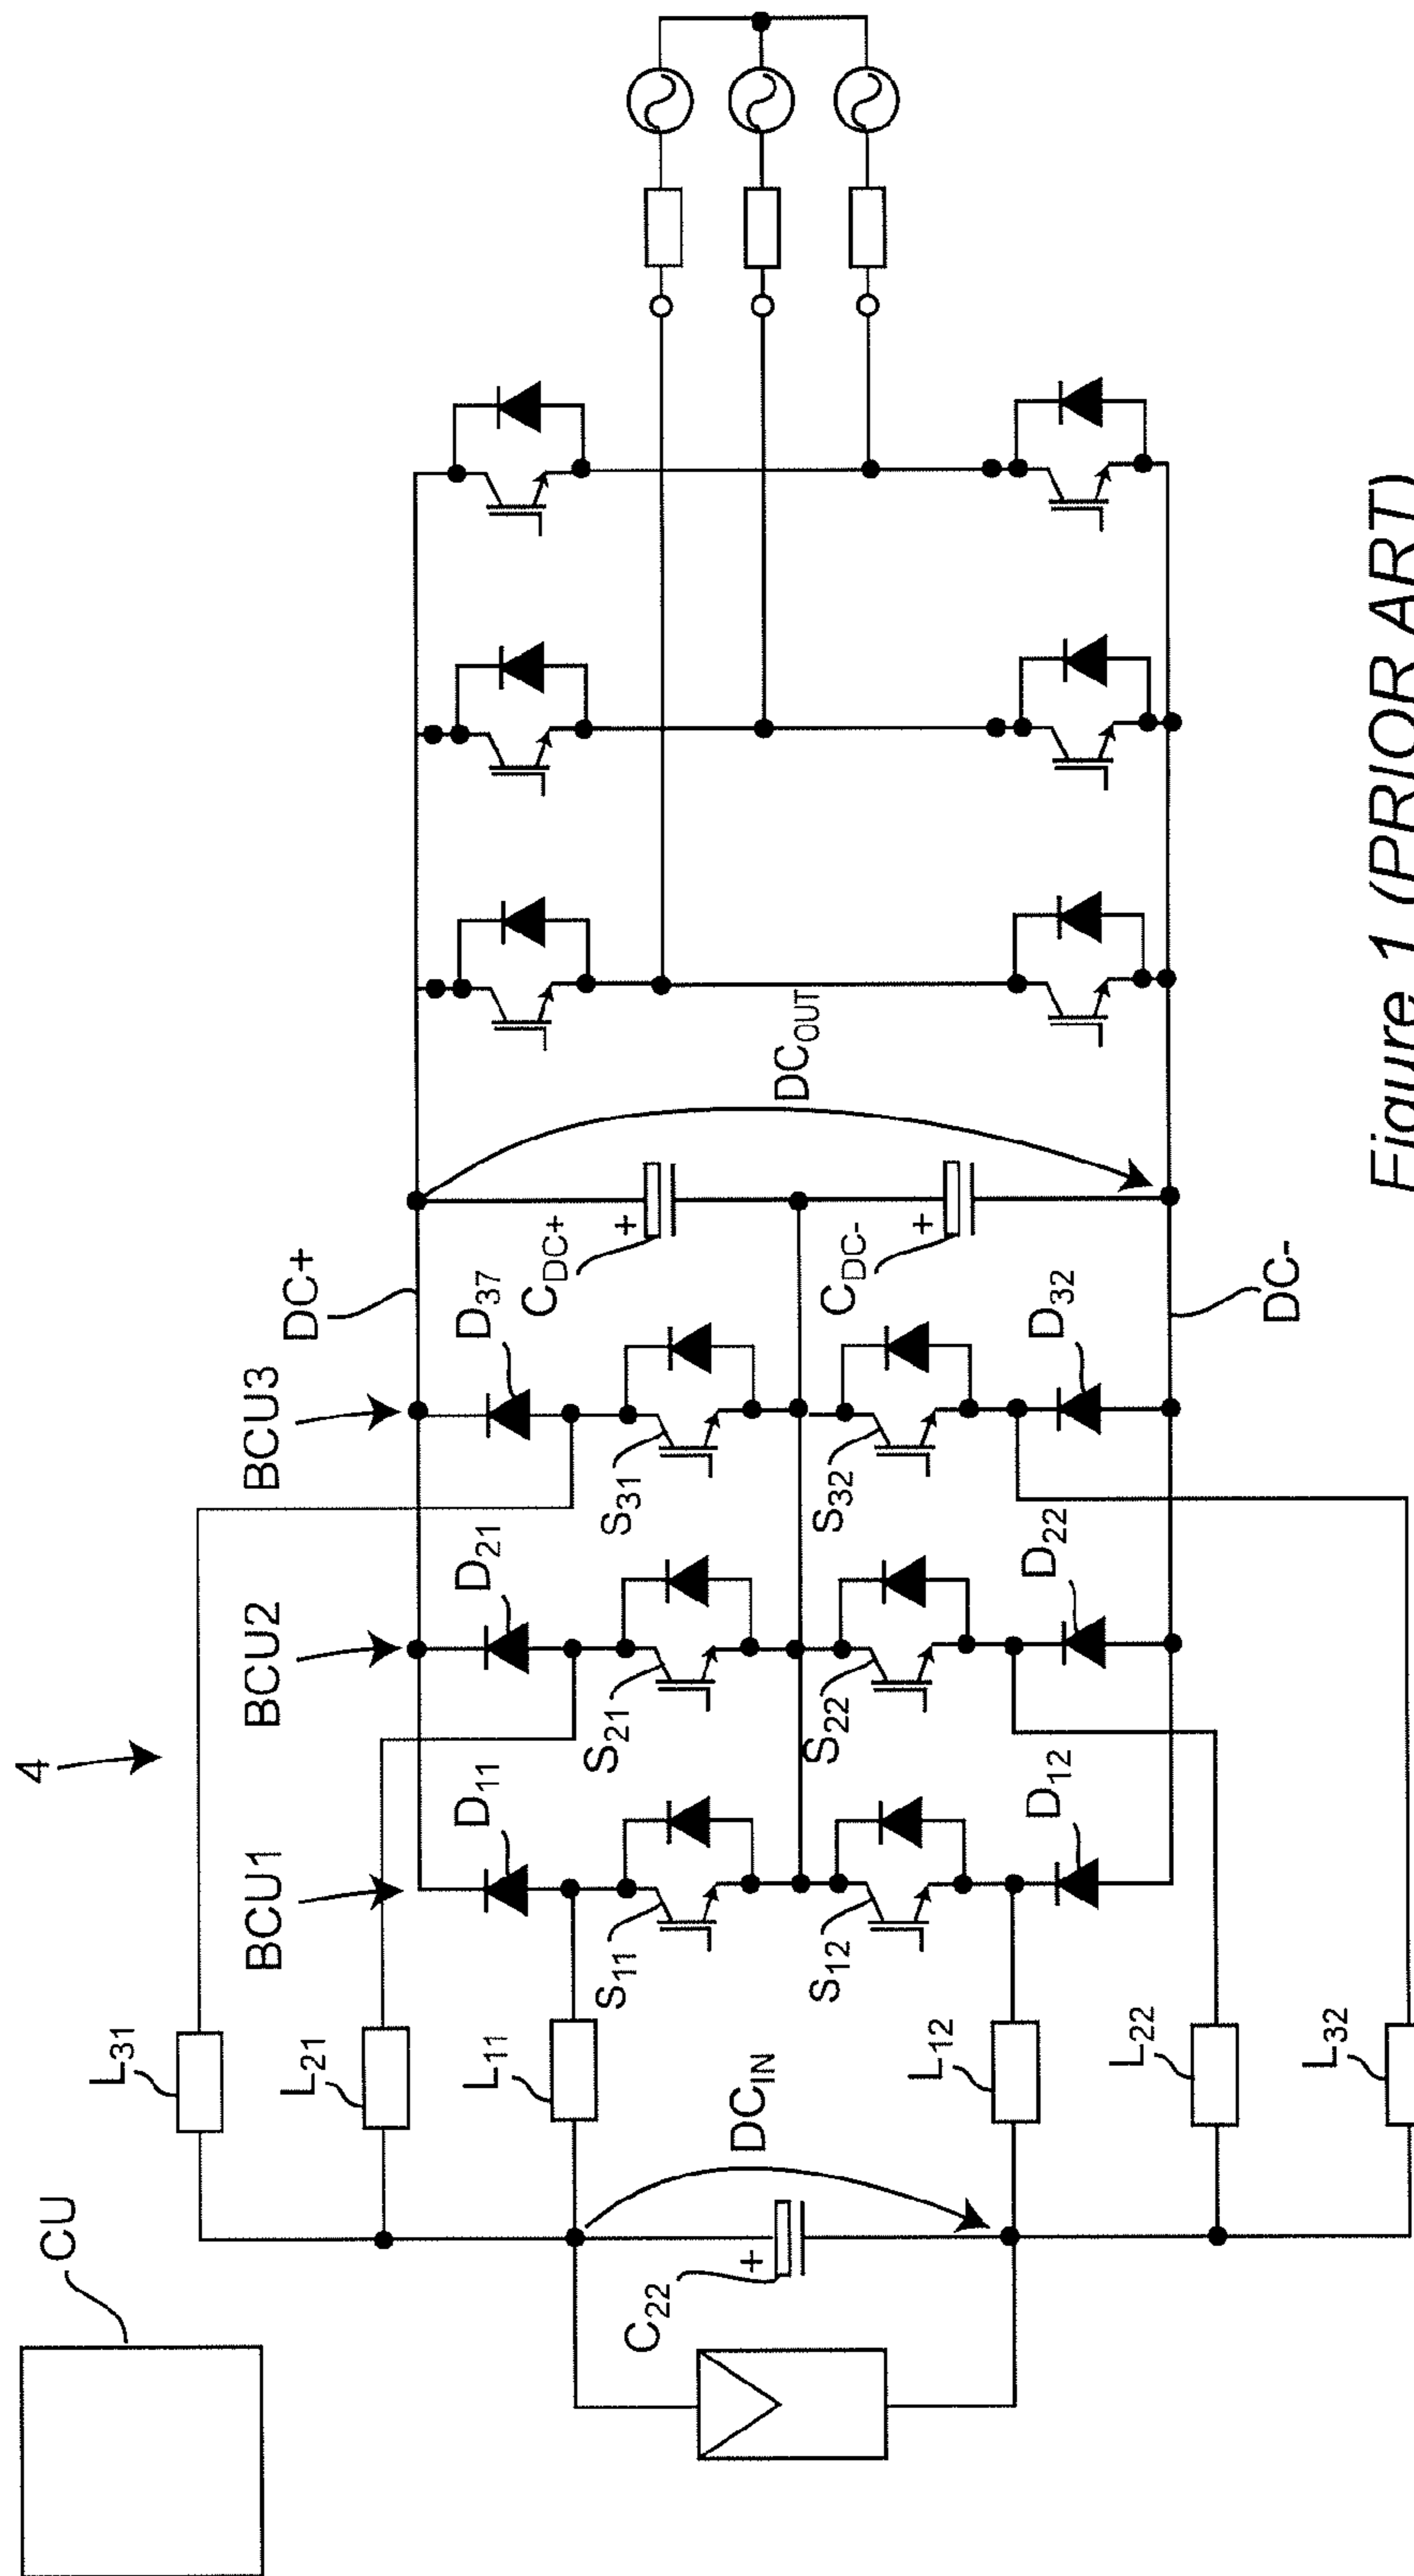 CU
4
BCU1
BCU2
BCU3
DC+
L31
L21
L11
D11
D21
D37
S11
S21
S31
CDC+
+
C22
+
DCIN
DCOUT
S12
S22
S32
CDC-
+
L12
L22
L32
D12
D22
D32
DC-
Figure 1 (PRIOR ART)